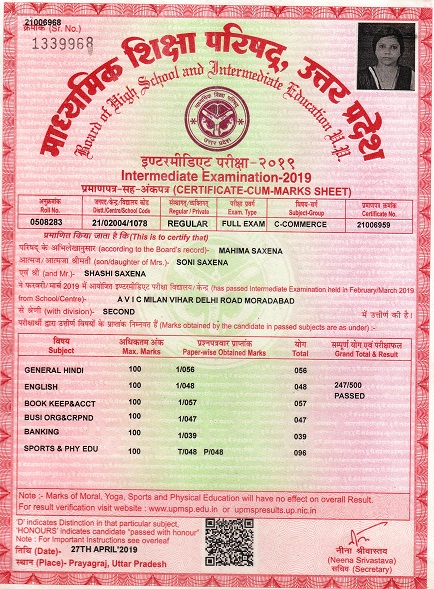 21006968
क्रमांक (Sr. No.)
1339968
माध्यमिक शिक्षा परिषद्, उत्तर प्रदेश
Board of High School and Intermediate Education U.P.
इण्टरमीडिएट परीक्षा -२०१९
Intermediate Examination-2019
प्रमाणपत्र-सह-अंकपत्र (CERTIFICATE-CUM-MARKS SHEET)
अनुक्रमांक जनपद/केन्द्र/विद्यालय कोड संस्थागत/व्यक्तिगत परीक्षा प्रवर्ग विषय-वर्ग प्रमाणपत्र क्रमांक
Roll No. Distt./Centre/School Code Regular / Private Exam. Type Subject-Group Certificate No.
0508283 21/02004/1078 REGULAR FULL EXAM C-COMMERCE 21006959
प्रमाणित किया जाता है कि (This is to certify that)
परिषद् के अभिलेखानुसार (according to the Board's record)- MAHIMA SAXENA
आत्मज/आत्मजा श्रीमती (son/daughter of Mrs.)- SONI SAXENA
एवं श्री (and Mr.)- SHASHI SAXENA
ने फरवरी/मार्च 2019 में आयोजित इण्टरमीडिएट परीक्षा विद्यालय/ केन्द्र (has passed Intermediate Examination held in February/March 2019
from School/Centre)- A V I C MILAN VIHAR DELHI ROAD MORADABAD
से श्रेणी (with division)- SECOND में उत्तीर्ण की है।
परीक्षार्थी द्वारा उत्तीर्ण विषयों के प्राप्तांक निम्नवत हैं (Marks obtained by the candidate in passed subjects are as under) :-
विषय अधिकतम अंक प्रश्नपत्रवार प्राप्तांक योग सम्पूर्ण योग एवं परीक्षाफल
Subject Max. Marks Paper-wise Obtained Marks Total Grand Total & Result
GENERAL HINDI 100 1/056 056
ENGLISH 100 1/048 048 247/500
PASSED
BOOK KEEP&ACCT 100 1/057 057
BUSI ORG&CRPND 100 1/047 047
BANKING 100 1/039 039
SPORTS & PHY EDU 100 T/048 P/048 096
Note :- Marks of Moral, Yoga, Sports and Physical Education will have no effect on overall Result.
For result verification visit website : www.upmsp.edu.in or upmspresults.up.nic.in
'D' indicates Distinction in that particular subject,
'HONOURS' indicates candidate "passed with honour"
Note : For Important Instructions see overleaf
तिथि (Date)- 27TH APRIL'2019
स्थान (Place)- Prayagraj, Uttar Pradesh
नीना श्रीवास्तव
(Neena Srivastava)
सचिव (Secretary)